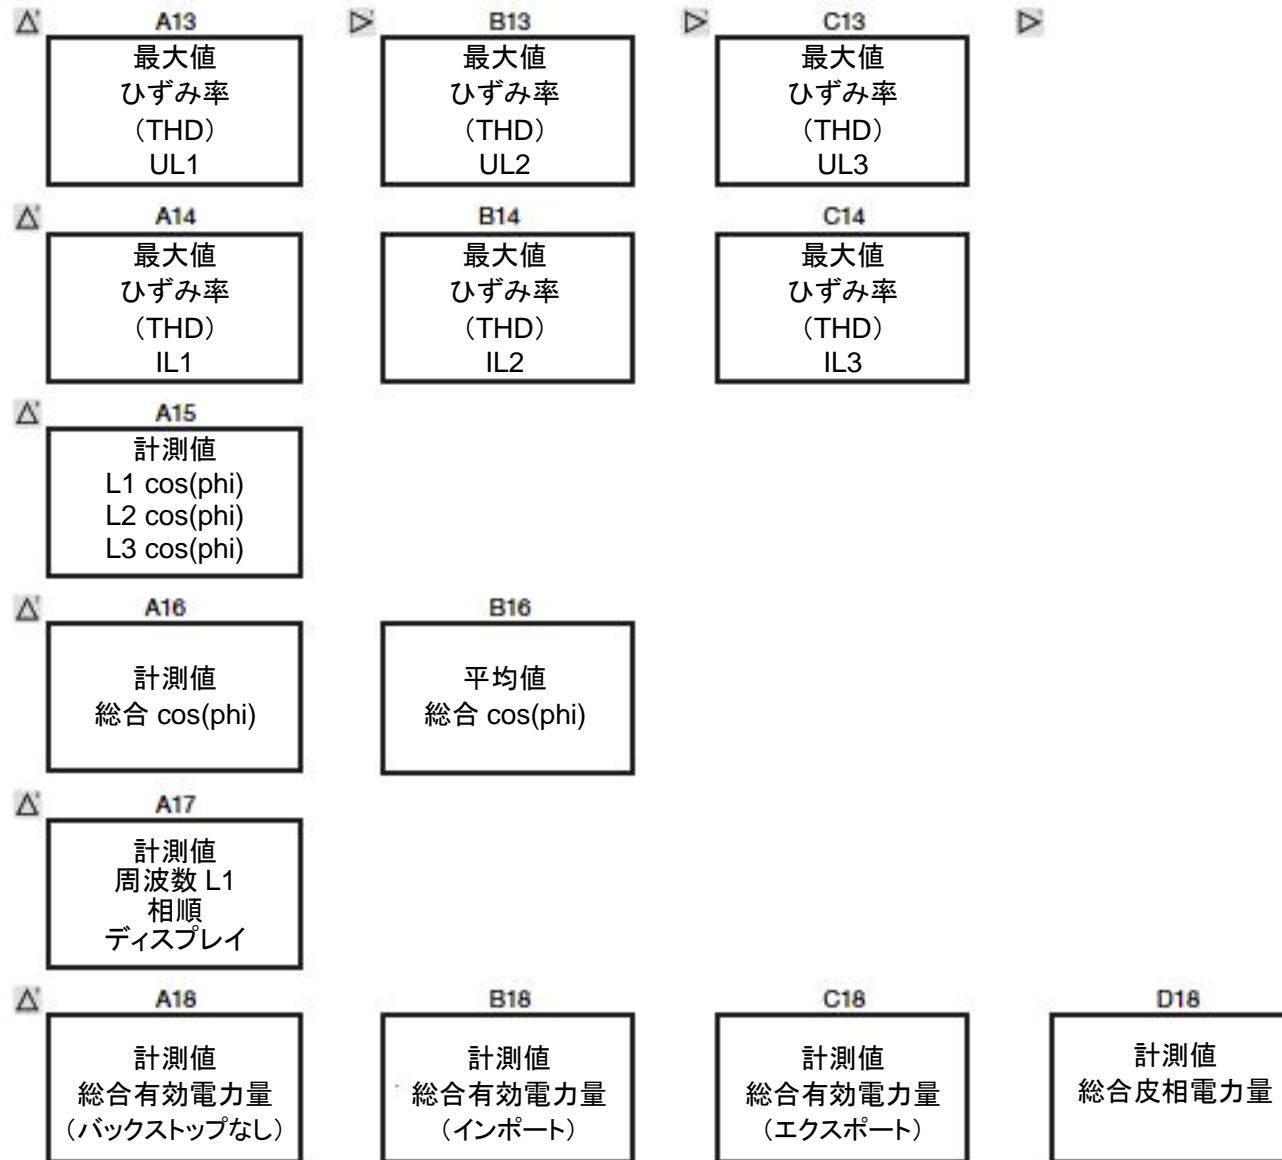 A13
最大値
ひずみ率
（THD）
UL1
B13
最大値
ひずみ率
（THD）
UL2
C13
最大値
ひずみ率
（THD）
UL3
A14
最大値
ひずみ率
（THD）
IL1
B14
最大値
ひずみ率
（THD）
IL2
C14
最大値
ひずみ率
（THD）
IL3
A15
計測値
L1 cos(phi)
L2 cos(phi)
L3 cos(phi)
A16
計測値
総合 cos(phi)
B16
平均値
総合 cos(phi)
A17
計測値
周波数 L1
相順
ディスプレイ
A18
計測値
総合有効電力量
（バックストップなし）
B18
計測値
総合有効電力量
（インポート）
C18
計測値
総合有効電力量
（エクスポート）
D18
計測値
総合皮相電力量